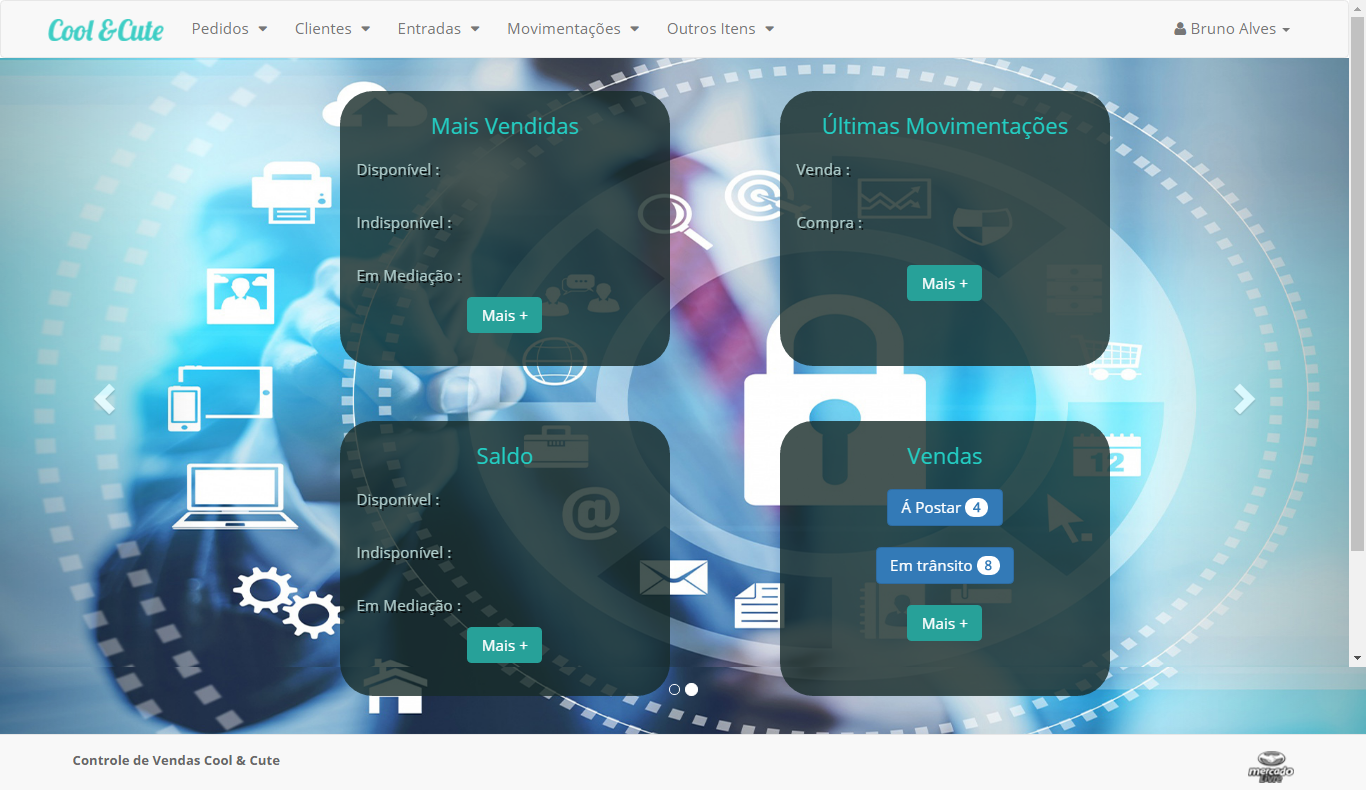 Cool &Cute Pedidos Clientes Entradas Movimentações Outros Itens Bruno Alves
Mais Vendidas
Disponível :
Indisponível :
Em Mediação :
Mais +
Últimas Movimentações
Venda :
Compra :
Mais +
Saldo
Disponível :
Indisponível :
Em Mediação :
Mais +
Vendas
Á Postar 4
Em trânsito 8
Mais +
12
@
Controle de Vendas Cool & Cute
mercado